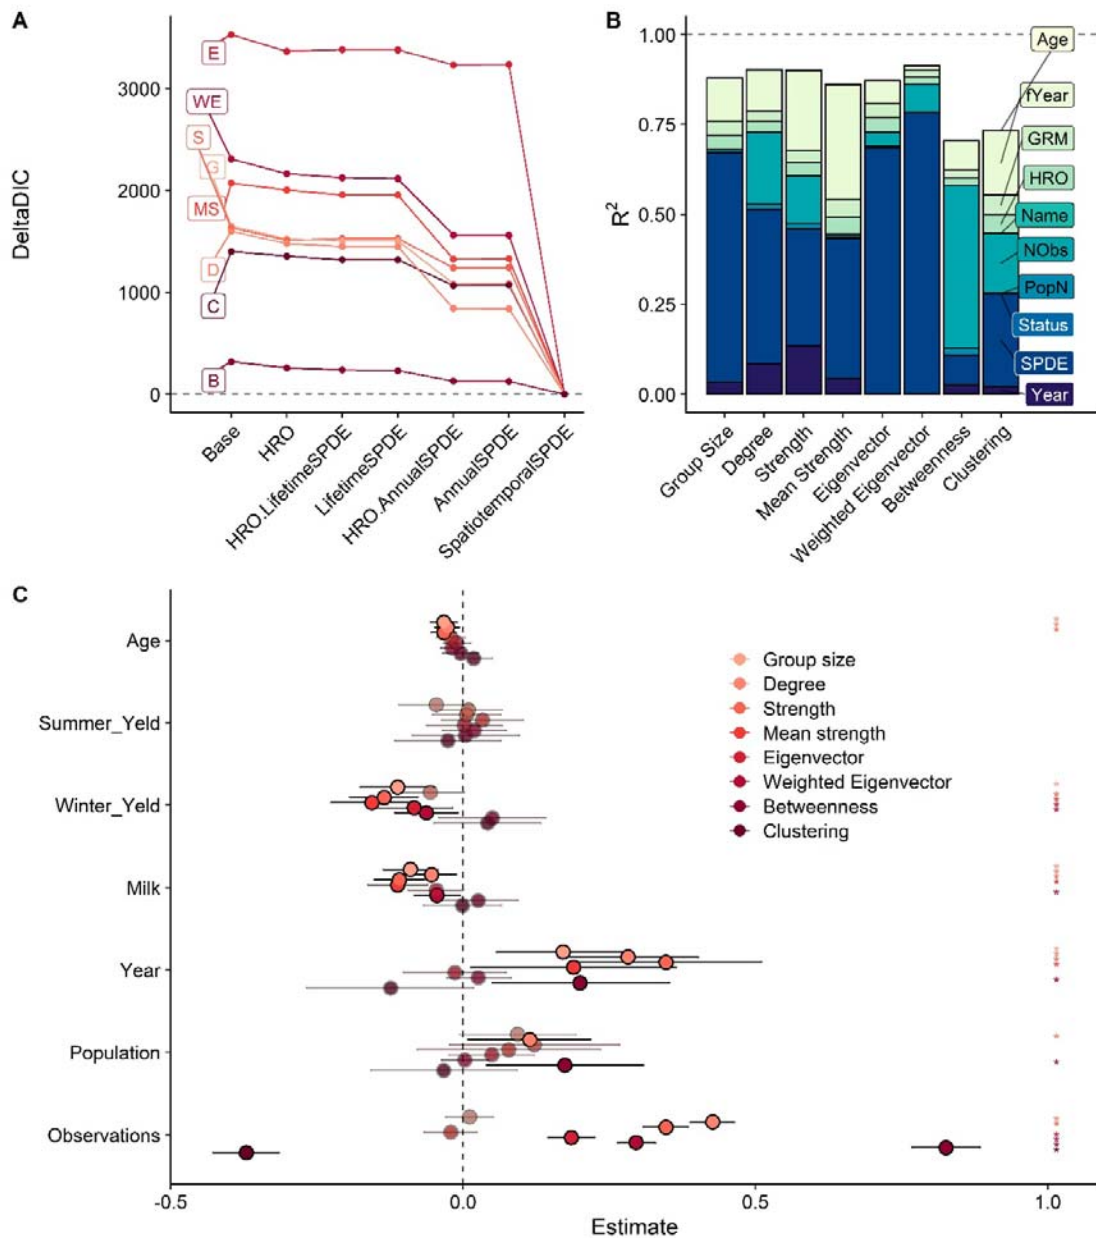 A
DeltaDIC
3000
2000
1000
0
E
WE
S
G
MS
D
C
B
Base
HRO
HRO.LifetimeSPDE
LifetimeSPDE
HRO.AnnualSPDE
AnnualSPDE
SpatiotemporalSPDE
B
R²
1.00
0.75
0.50
0.25
0.00
Age
fYear
GRM
HRO
Name
NObs
PopN
Status
SPDE
Year
Group Size
Degree
Strength
Mean Strength
Eigenvector
Weighted Eigenvector
Betweenness
Clustering
C
Age
Summer_Yeld
Winter_Yeld
Milk
Year
Population
Observations
Group size
Degree
Strength
Mean strength
Eigenvector
Weighted Eigenvector
Betweenness
Clustering
-0.5
0.0
0.5
1.0
Estimate